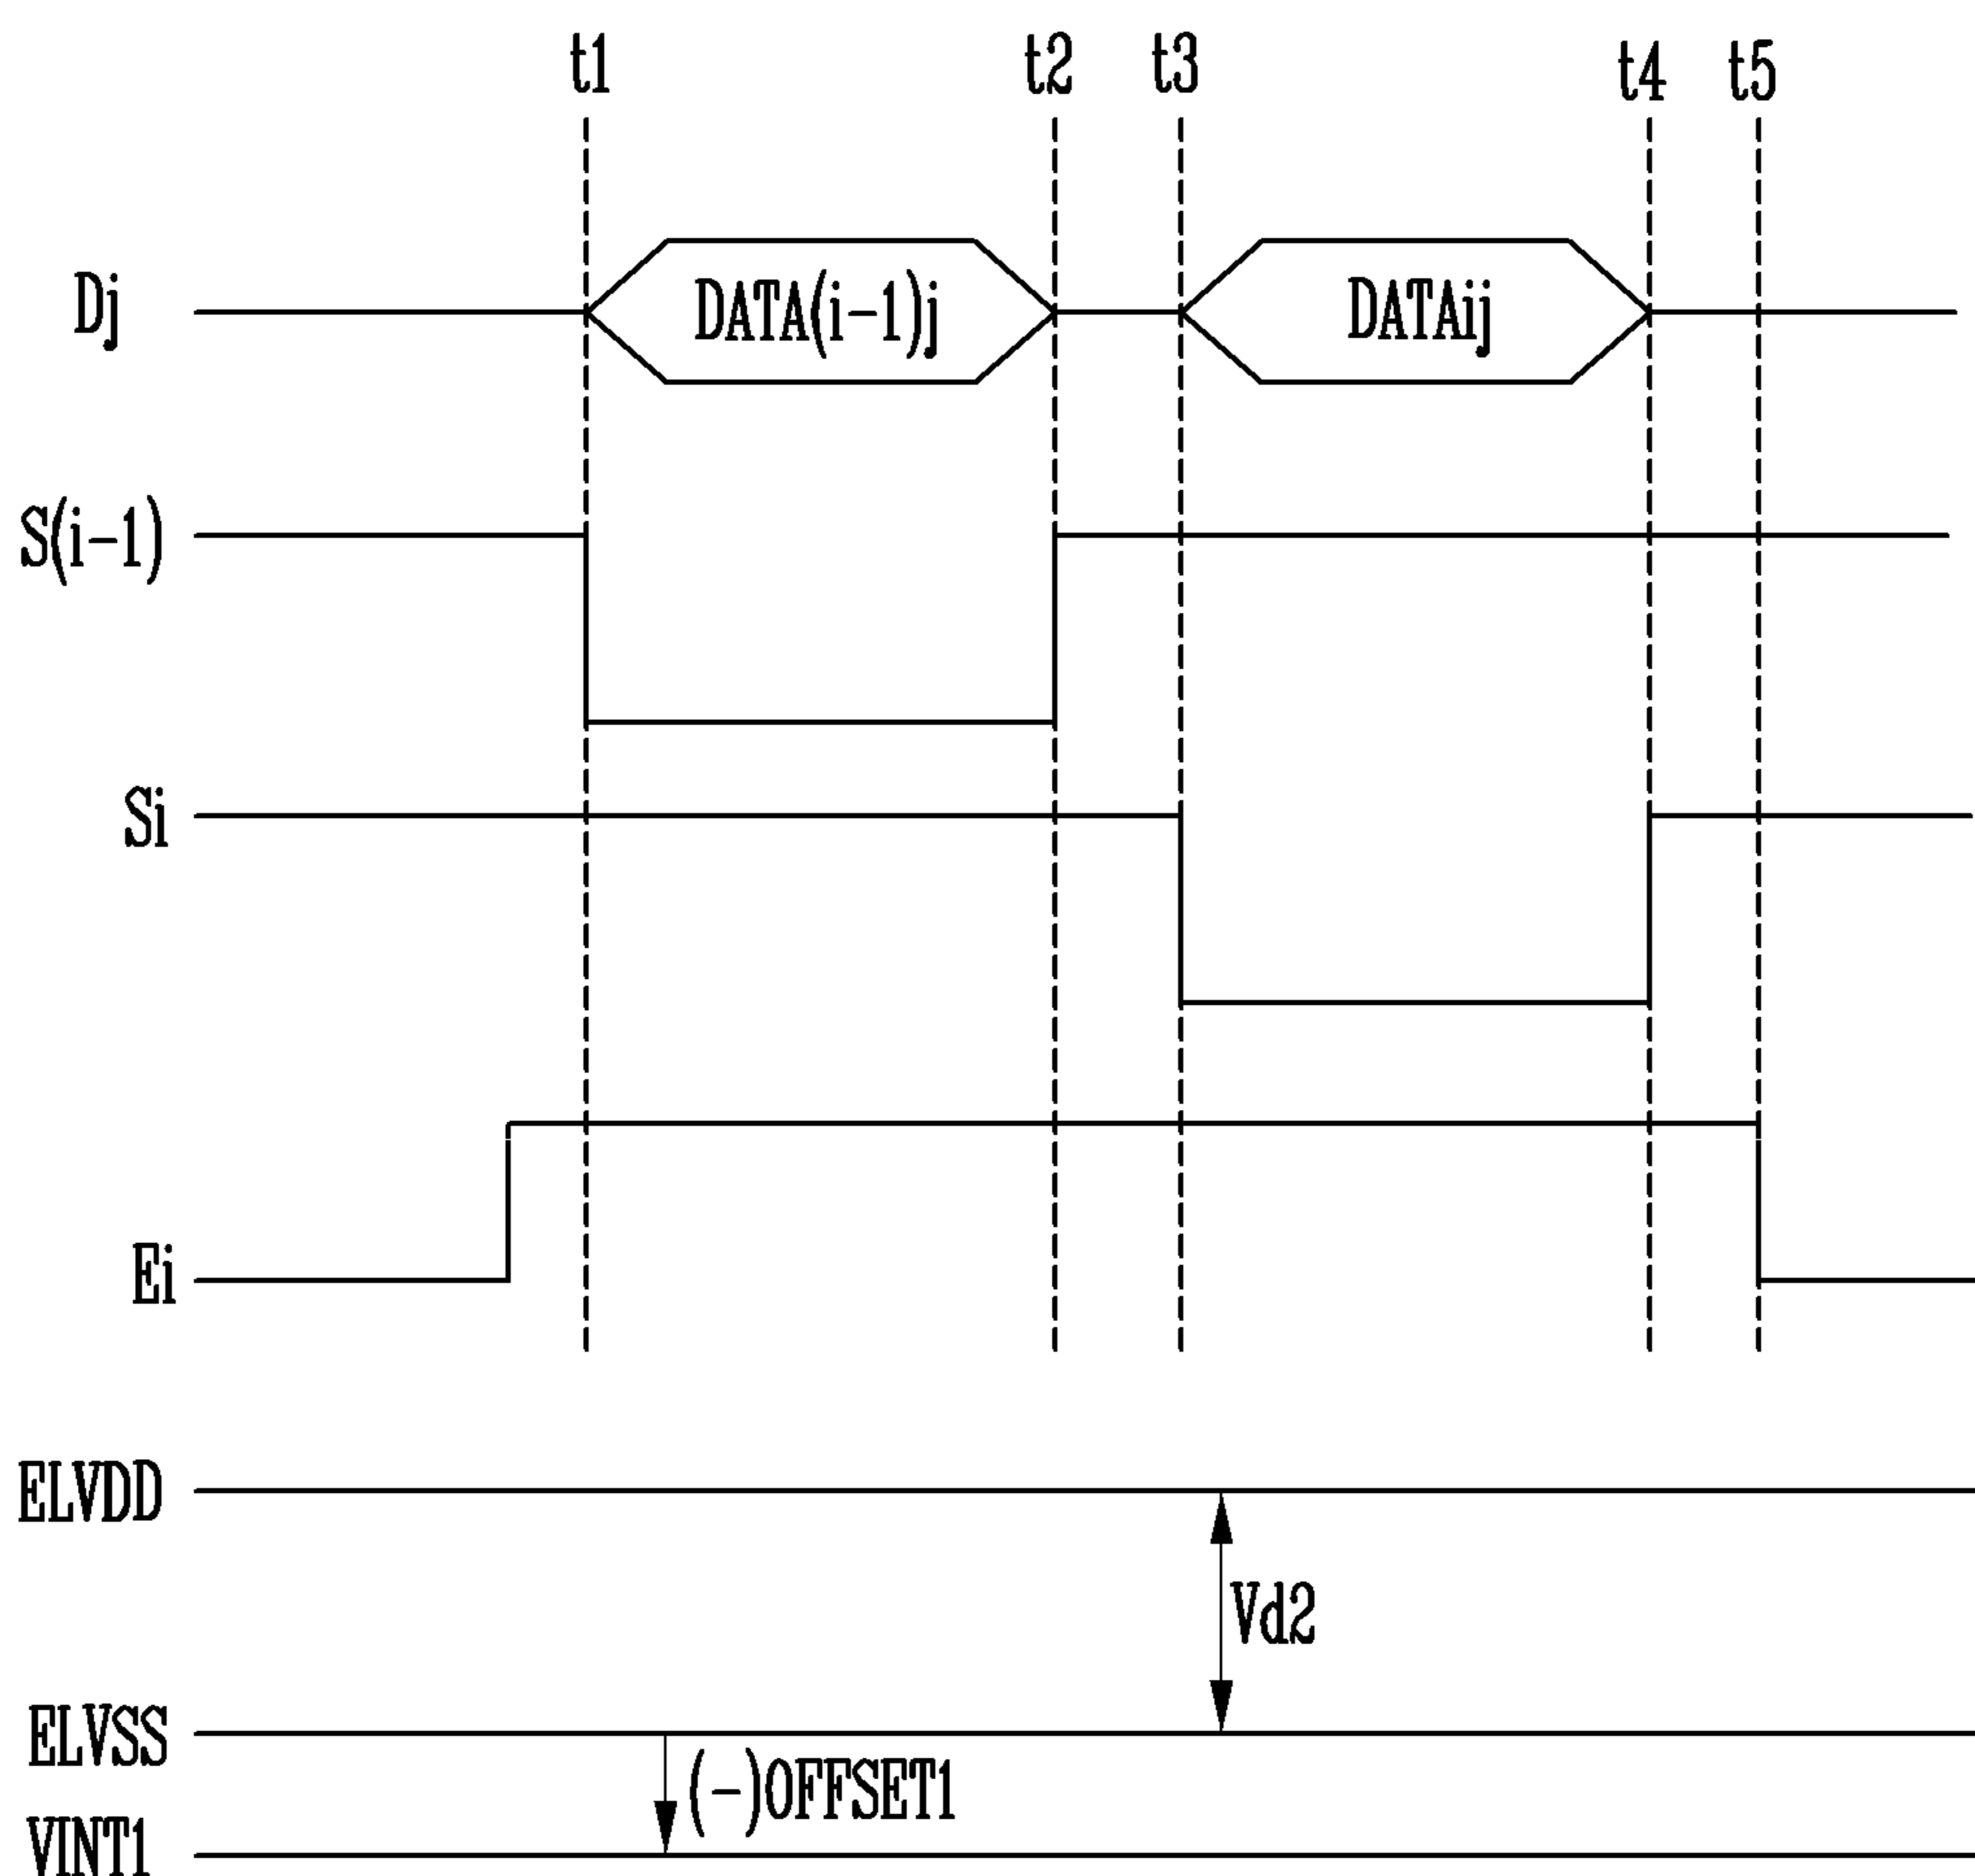 t1 t2 t3 t4 t5
Dj DATA(i-1)j DATAij
S(i-1)
Si
Ei
ELVDD
Vd2
ELVSS
(-)OFFSET1
VINT1